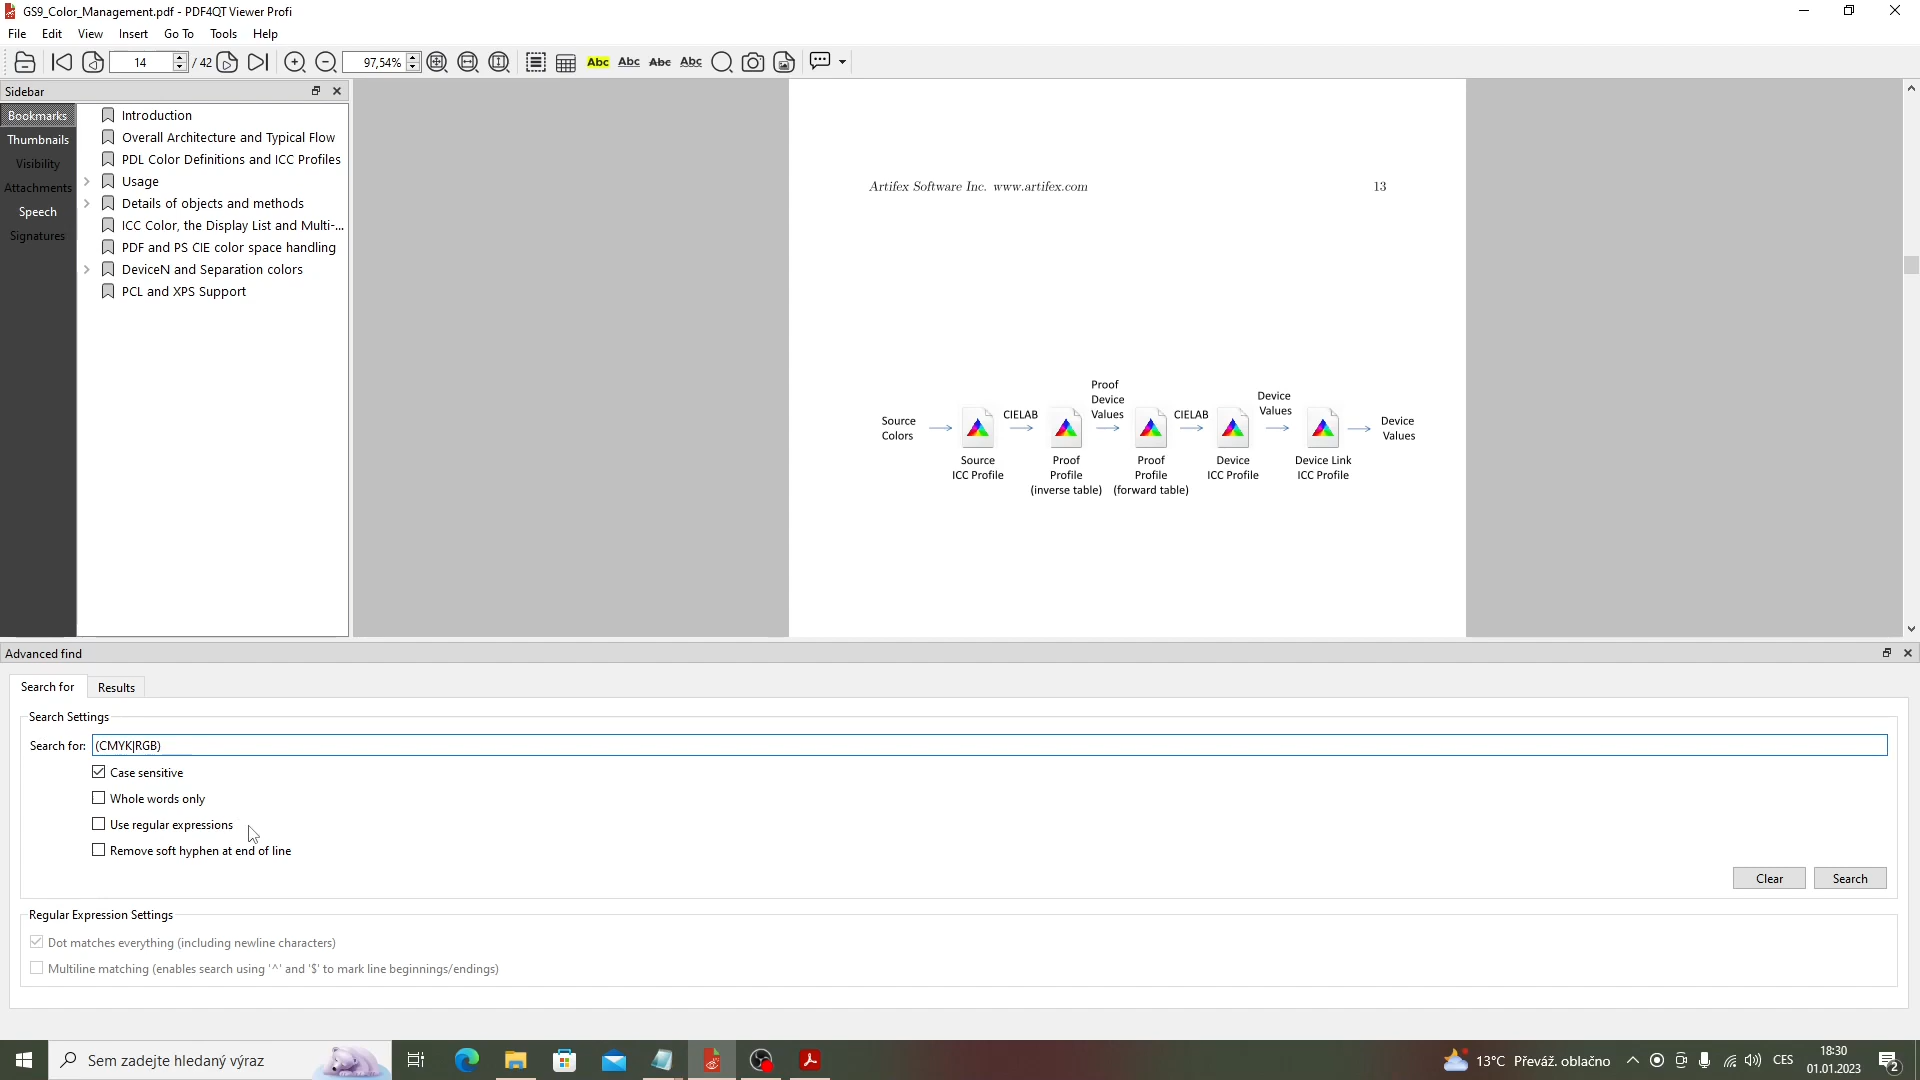 GS9_Color_Management.pdf - PDF4QT Viewer Profi
File Edit View Insert Go To Tools Help
14 / 42 97,54% Abc Abc Abc Abc
Sidebar
Bookmarks
Thumbnails
Visibility
Attachments
Speech
Signatures
Introduction
Overall Architecture and Typical Flow
PDL Color Definitions and ICC Profiles
Usage
Details of objects and methods
ICC Color, the Display List and Multi-...
PDF and PS CIE color space handling
DeviceN and Separation colors
PCL and XPS Support
Artifex Software Inc. www.artifex.com 13
Source
Colors
CIELAB
Proof
Device
Values
CIELAB
Device
Values
Device
Values
Source
ICC Profile
Proof
Profile
(inverse table)
Proof
Profile
(forward table)
Device
ICC Profile
Device Link
ICC Profile
Advanced find
Search for Results
Search Settings
Search for: (CMYK|RGB)
Case sensitive
Whole words only
Use regular expressions
Remove soft hyphen at end of line
Clear Search
Regular Expression Settings
Dot matches everything (including newline characters)
Multiline matching (enables search using '^' and '$' to mark line beginnings/endings)
Sem zadejte hledaný výraz
13°C Převáž. oblačno
CES
18:30
01.01.2023
2